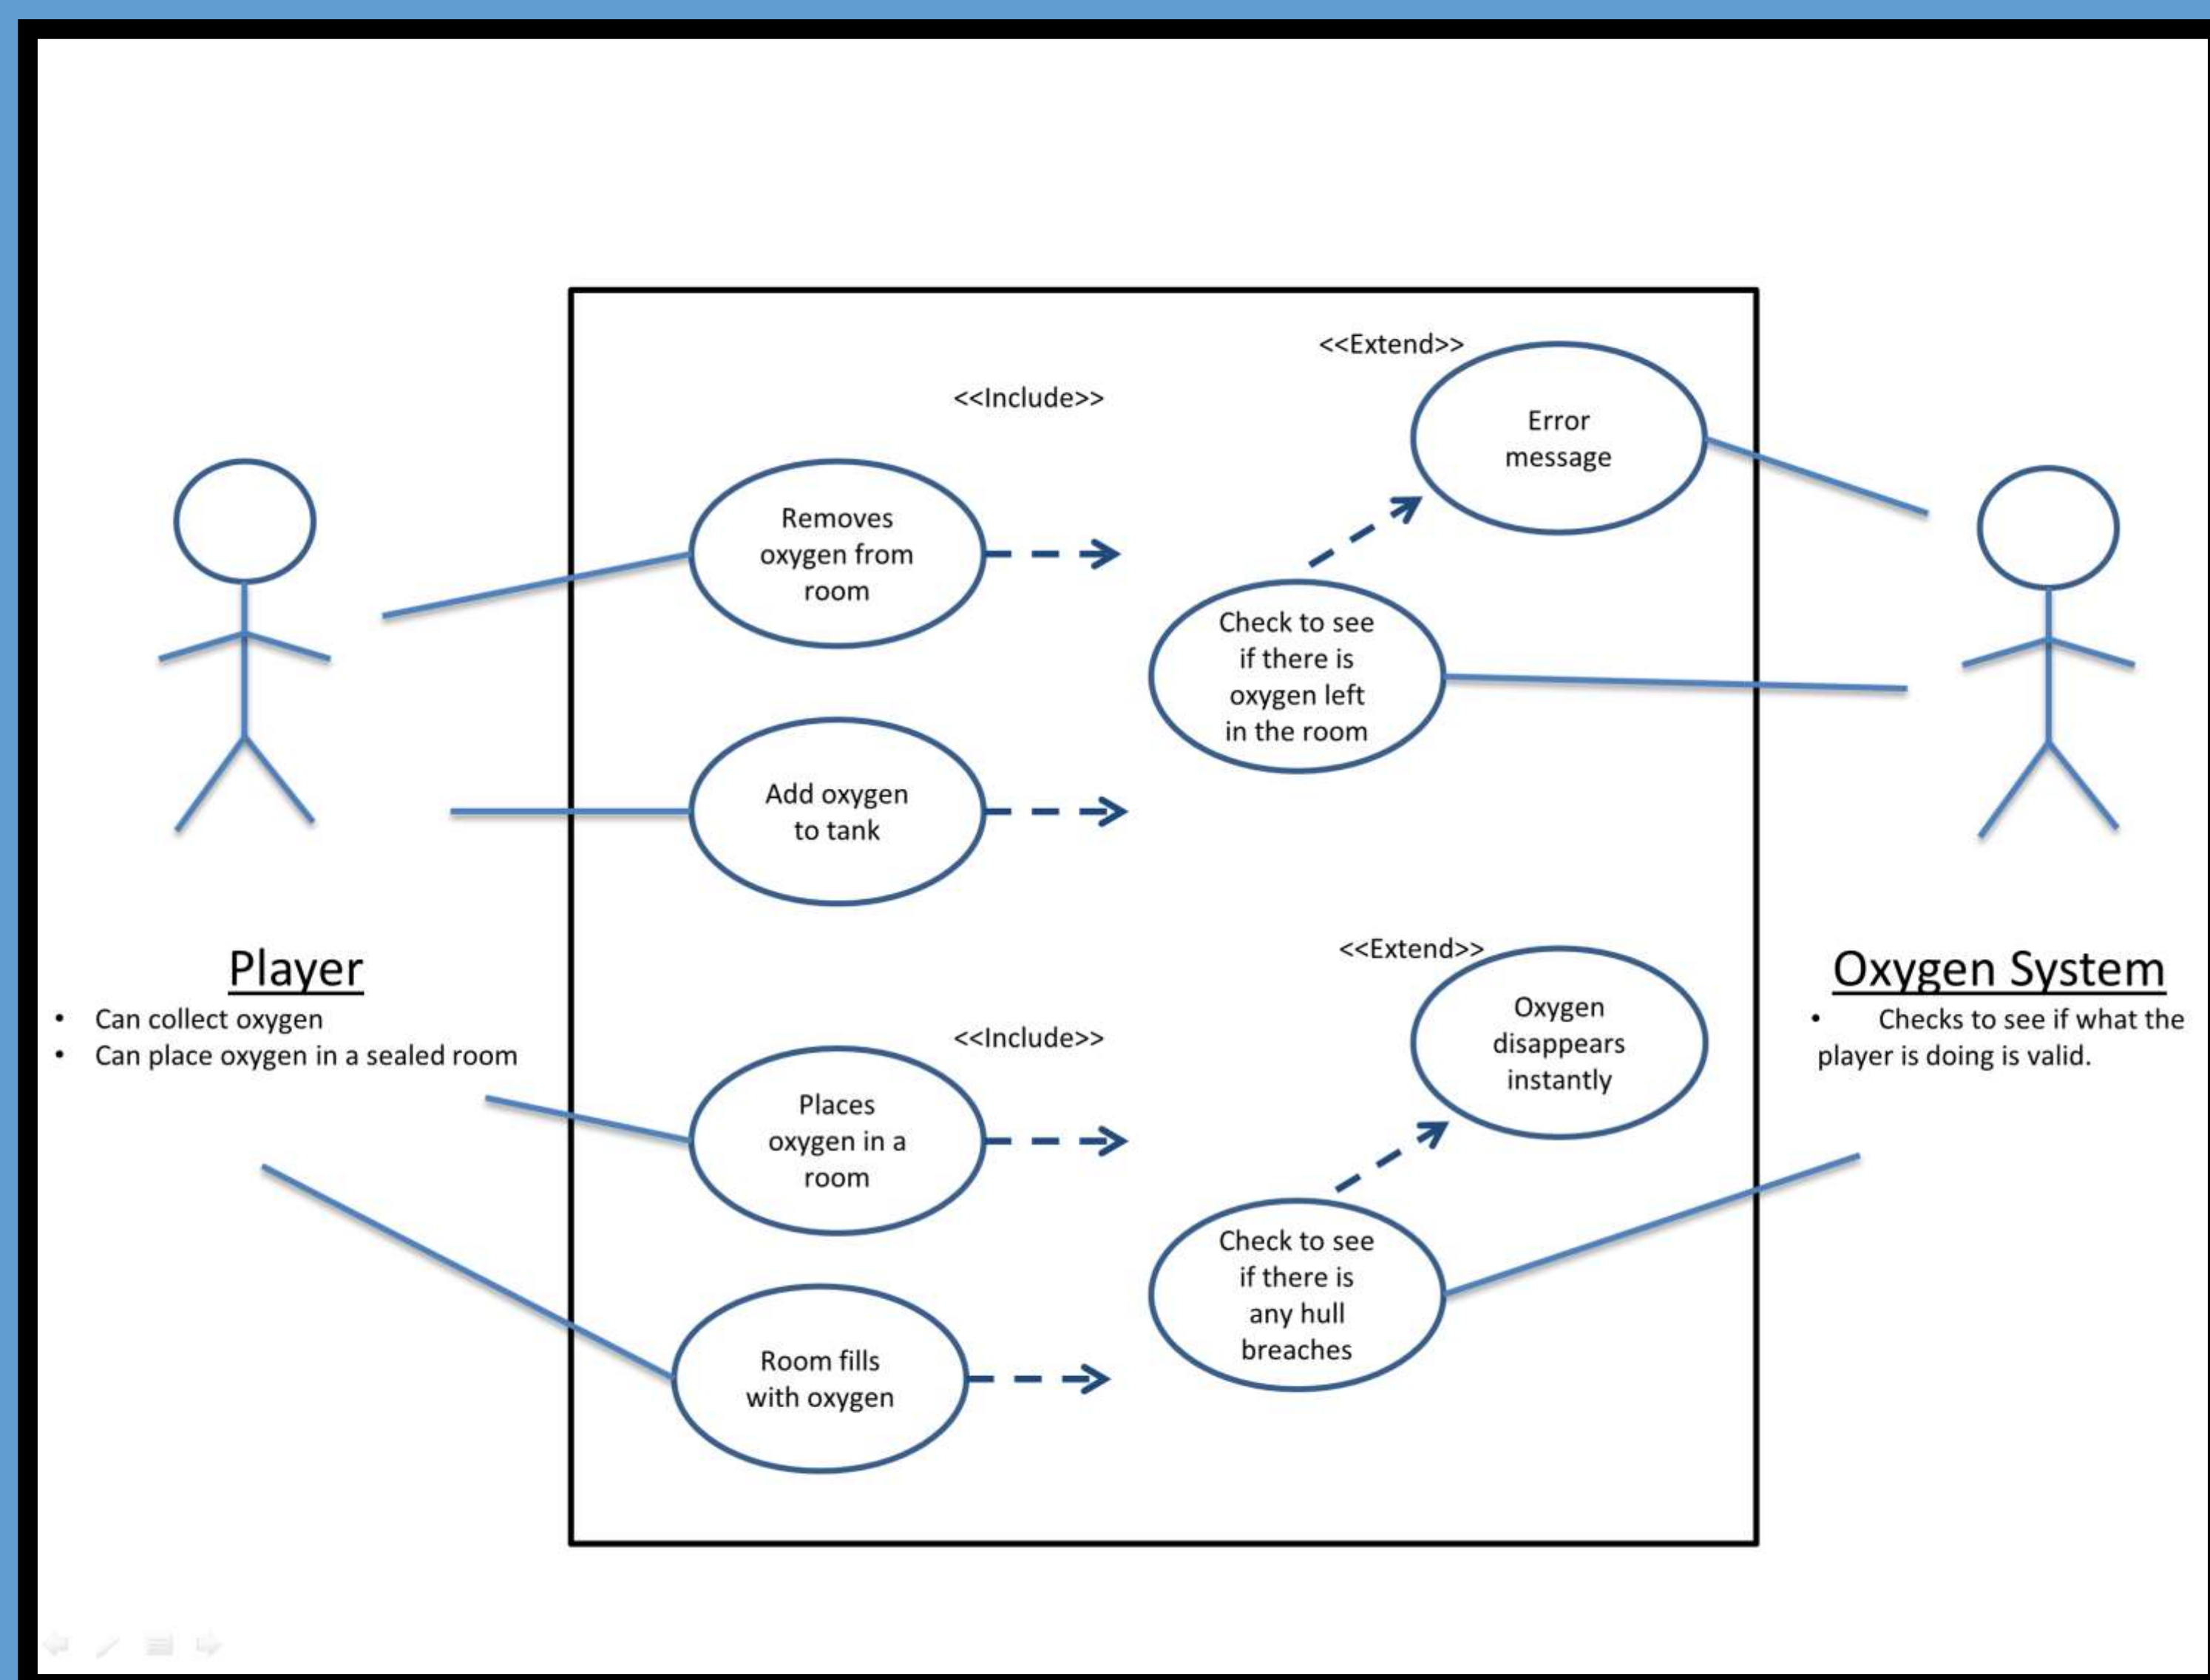 <<Extend>>
<<Include>>
Error
message
Removes
oxygen from
room
Check to see
if there is
oxygen left
in the room
Add oxygen
to tank
Player
• Can collect oxygen
• Can place oxygen in a sealed room
<<Extend>>
<<Include>>
Oxygen
disappears
instantly
Places
oxygen in a
room
Check to see
if there is
any hull
breaches
Room fills
with oxygen
Oxygen System
• Checks to see if what the
player is doing is valid.